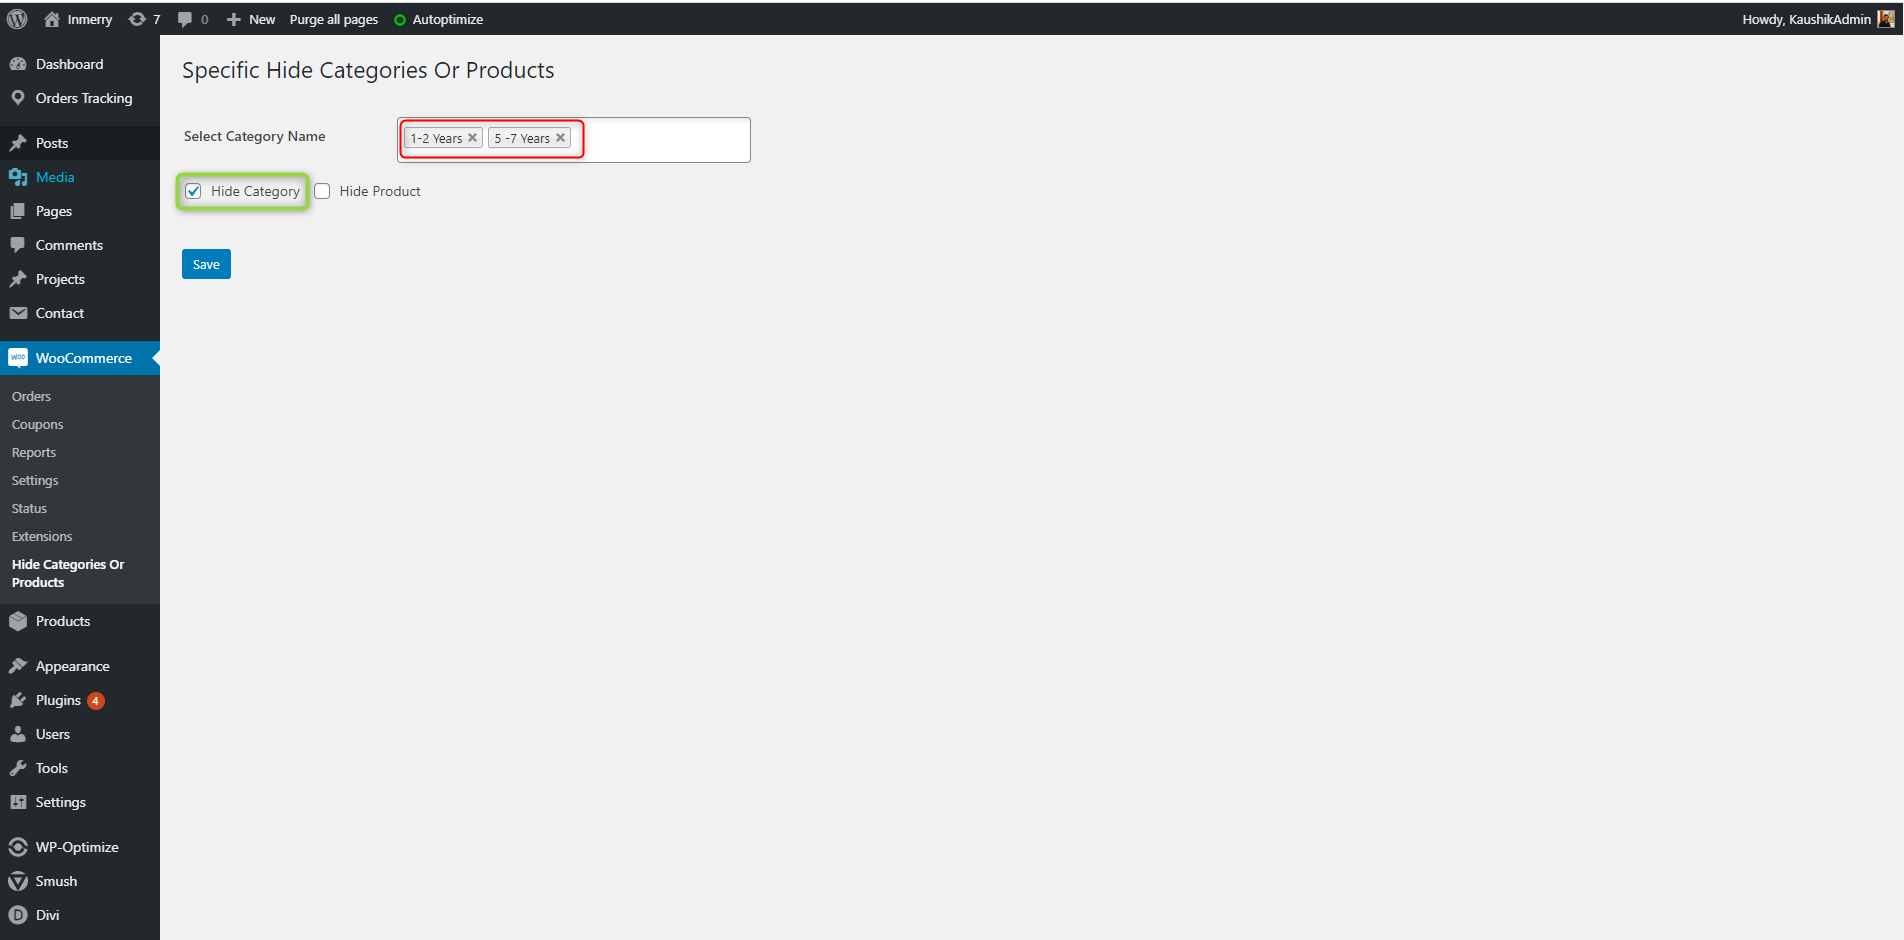 Inmerry 7 0 New Purge all pages Autoptimize Howdy, KaushikAdmin
Dashboard
Orders Tracking
Posts
Media
Pages
Comments
Projects
Contact
Woo WooCommerce
Orders
Coupons
Reports
Settings
Status
Extensions
Hide Categories Or
Products
Products
Appearance
Plugins 4
Users
Tools
Settings
WP-Optimize
Smush
D Divi
Specific Hide Categories Or Products
Select Category Name
1-2 Years × 5 -7 Years ×
Hide Category Hide Product
Save